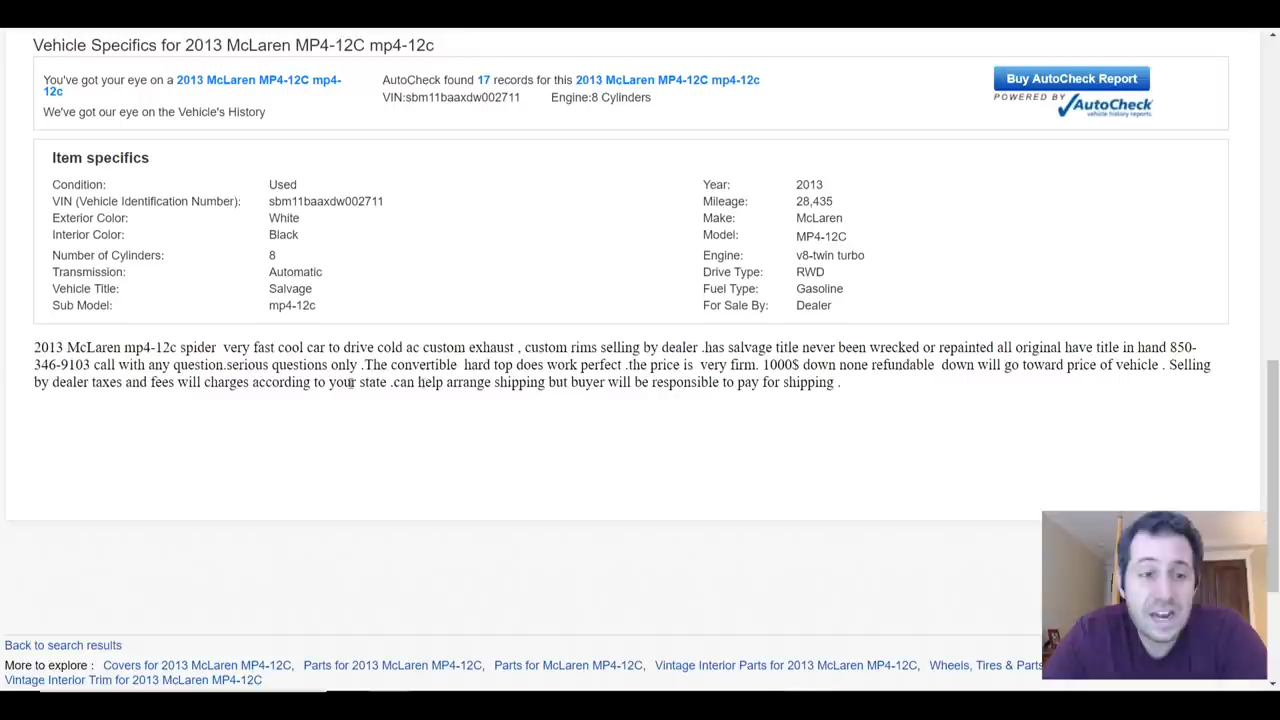 Vehicle Specifics for 2013 McLaren MP4-12C mp4-12c
You've got your eye on a 2013 McLaren MP4-12C mp4-
12c
We've got our eye on the Vehicle's History
AutoCheck found 17 records for this 2013 McLaren MP4-12C mp4-12c
VIN:sbm11baaxdw002711 Engine:8 Cylinders
Buy AutoCheck Report
POWERED BY AutoCheck
vehicle history reports
Item specifics
Condition: Used
Year: 2013
VIN (Vehicle Identification Number): sbm11baaxdw002711
Mileage: 28,435
Exterior Color: White
Make: McLaren
Interior Color: Black
Model: MP4-12C
Number of Cylinders: 8
Engine: v8-twin turbo
Transmission: Automatic
Drive Type: RWD
Vehicle Title: Salvage
Fuel Type: Gasoline
Sub Model: mp4-12c
For Sale By: Dealer
2013 McLaren mp4-12c spider very fast cool car to drive cold ac custom exhaust , custom rims selling by dealer .has salvage title never been wrecked or repainted all original have title in hand 850-
346-9103 call with any question.serious questions only .The convertible hard top does work perfect .the price is very firm. 1000$ down none refundable down will go toward price of vehicle . Selling
by dealer taxes and fees will charges according to your state .can help arrange shipping but buyer will be responsible to pay for shipping .
Back to search results
More to explore : Covers for 2013 McLaren MP4-12C, Parts for 2013 McLaren MP4-12C, Parts for McLaren MP4-12C, Vintage Interior Parts for 2013 McLaren MP4-12C, Wheels, Tires & Parts
Vintage Interior Trim for 2013 McLaren MP4-12C